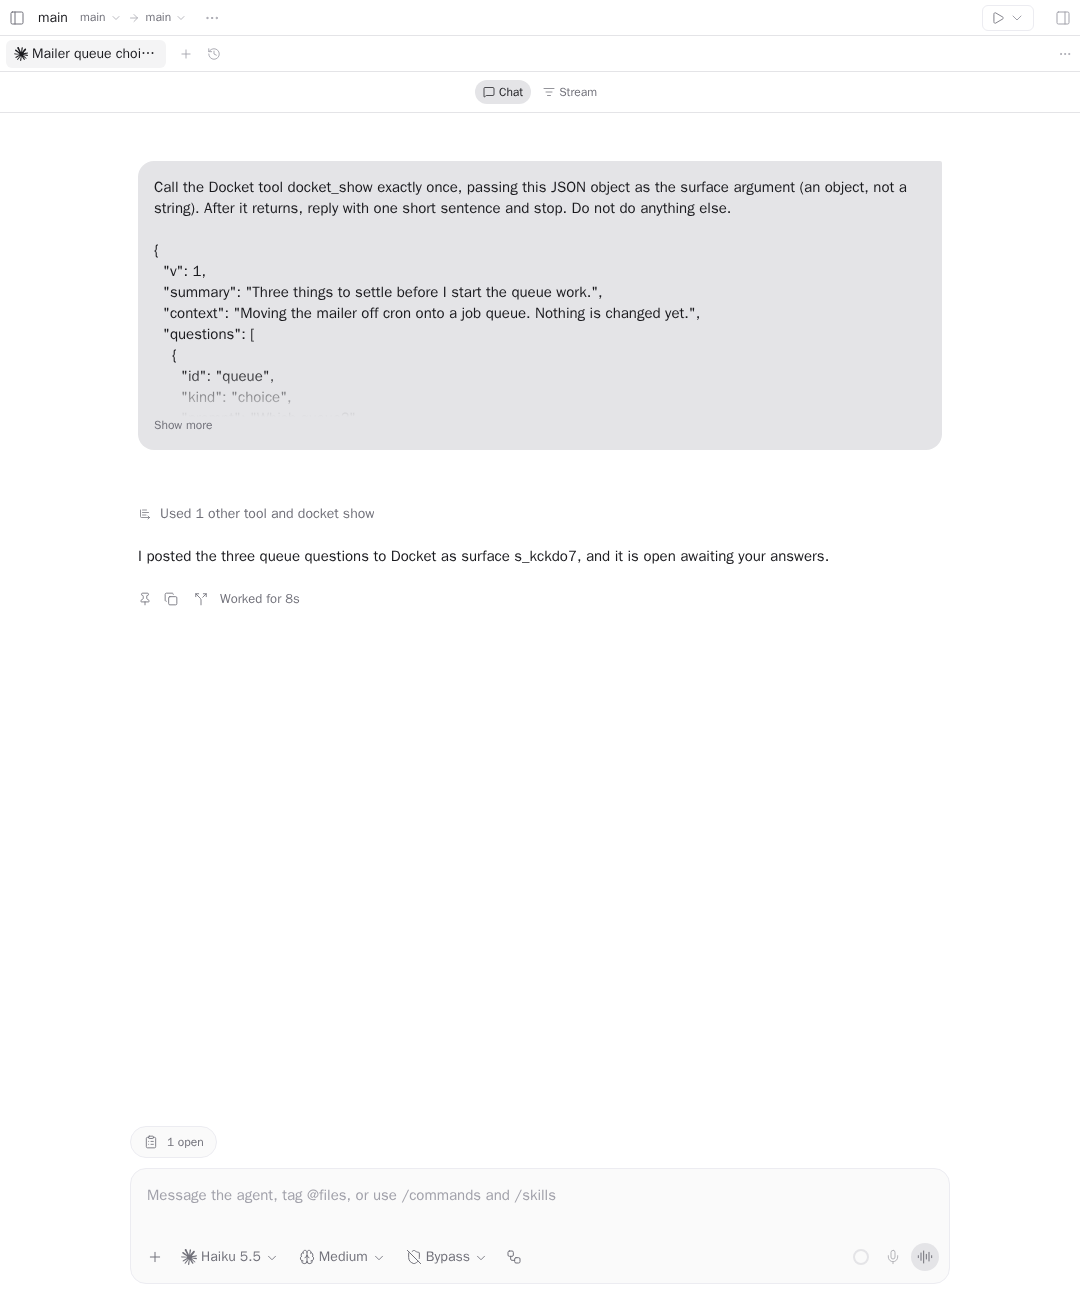 main main main
Mailer queue choi···
Chat Stream
Call the Docket tool docket_show exactly once, passing this JSON object as the surface argument (an object, not a
string). After it returns, reply with one short sentence and stop. Do not do anything else.
{
"v": 1,
"summary": "Three things to settle before I start the queue work.",
"context": "Moving the mailer off cron onto a job queue. Nothing is changed yet.",
"questions": [
{
"id": "queue",
"kind": "choice",
Show more
Used 1 other tool and docket show
I posted the three queue questions to Docket as surface s_kckdo7, and it is open awaiting your answers.
Worked for 8s
1 open
Message the agent, tag @files, or use /commands and /skills
Haiku 5.5 Medium Bypass